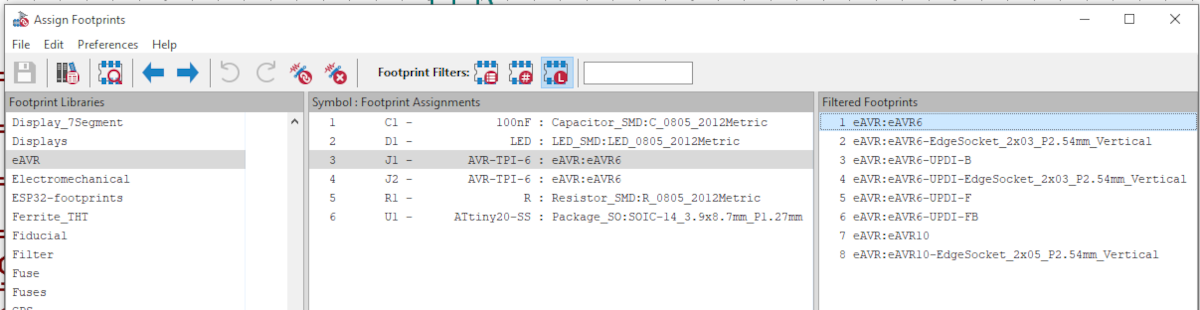 Assign Footprints
File Edit Preferences Help
Footprint Filters:
Footprint Libraries
Display_7Segment
Displays
eAVR
Electromechanical
ESP32-footprints
Ferrite_THT
Fiducial
Filter
Fuse
Fuses
Symbol : Footprint Assignments
1 C1 - 100nF : Capacitor_SMD:C_0805_2012Metric
2 D1 - LED : LED_SMD:LED_0805_2012Metric
3 J1 - AVR-TPI-6 : eAVR:eAVR6
4 J2 - AVR-TPI-6 : eAVR:eAVR6
5 R1 - R : Resistor_SMD:R_0805_2012Metric
6 U1 - ATtiny20-SS : Package_SO:SOIC-14_3.9x8.7mm_P1.27mm
Filtered Footprints
1 eAVR:eAVR6
2 eAVR:eAVR6-EdgeSocket_2x03_P2.54mm_Vertical
3 eAVR:eAVR6-UPDI-B
4 eAVR:eAVR6-UPDI-EdgeSocket_2x03_P2.54mm_Vertical
5 eAVR:eAVR6-UPDI-F
6 eAVR:eAVR6-UPDI-FB
7 eAVR:eAVR10
8 eAVR:eAVR10-EdgeSocket_2x05_P2.54mm_Vertical